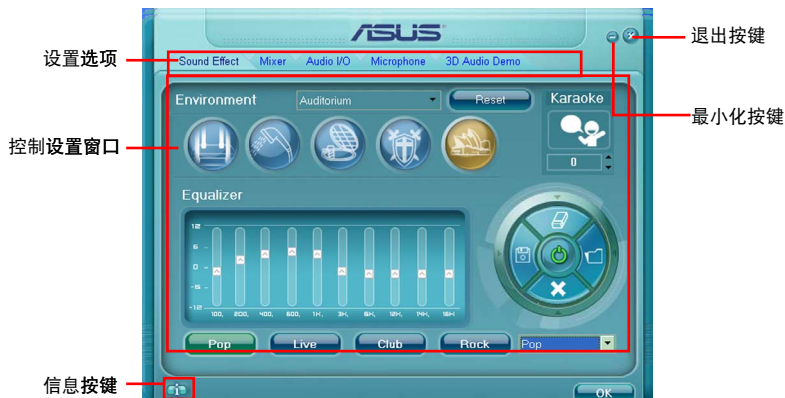 ASUS
退出按键
设置选项
Sound Effect Mixer Audio I/O Microphone 3D Audio Demo
最小化按键
Environment Auditorium Reset Karaoke
控制设置窗口
0
Equalizer
12
6
0
-6
-12
100, 200, 400, 600, 1K, 3K, 6K, 12K, 14K, 16K
Pop Live Club Rock Pop
信息按键
i
OK